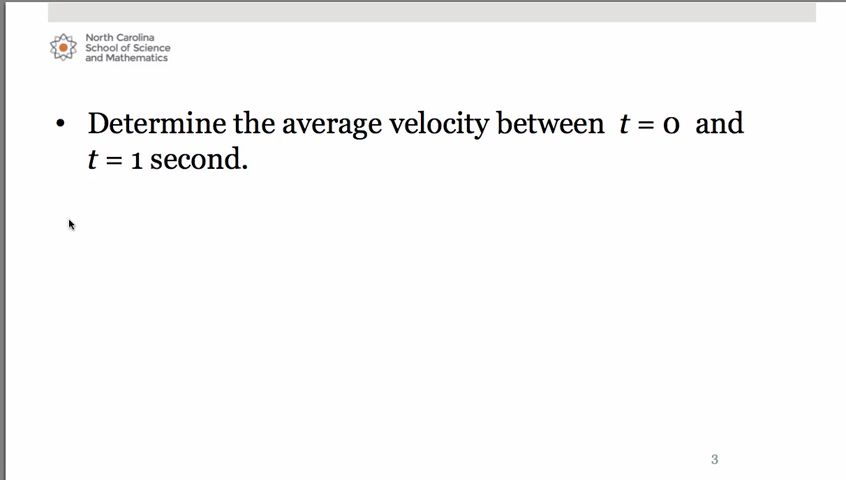 North Carolina
School of Science
and Mathematics
• Determine the average velocity between t = 0 and
t = 1 second.
3